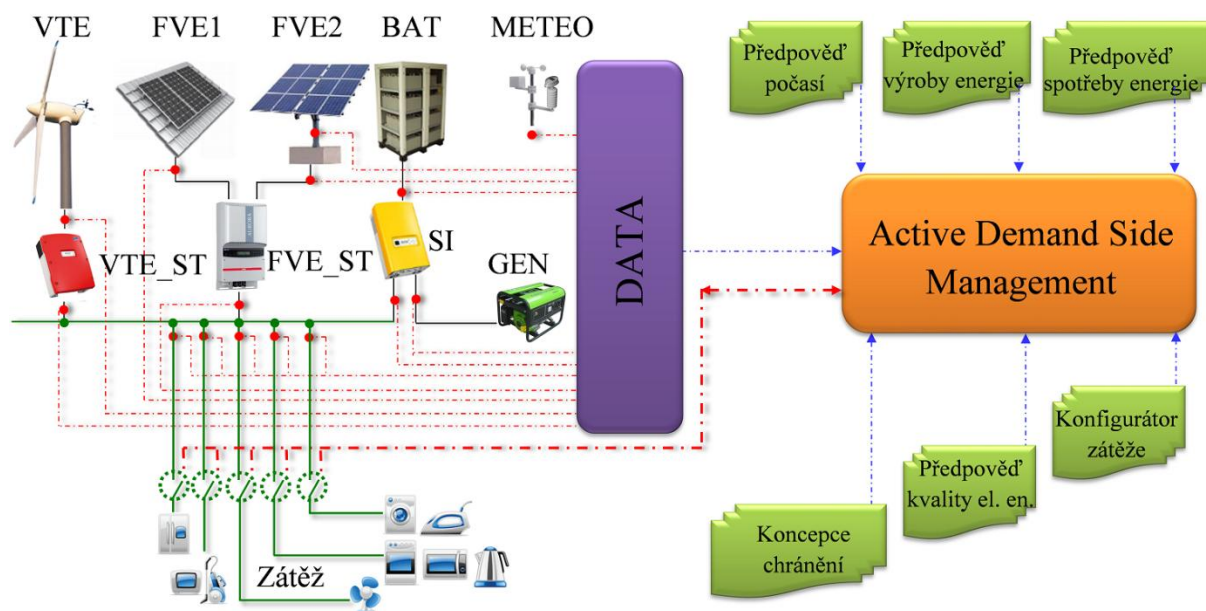 VTE
FVE1
FVE2
BAT
METEO
VTE_ST
FVE_ST
SI
GEN
Zátěž
DATA
Předpověď
počasí
Předpověď
výroby energie
Předpověď
spotřeby energie
Active Demand Side
Management
Koncepce
chránění
Předpověď
kvality el. en.
Konfigurátor
zátěže